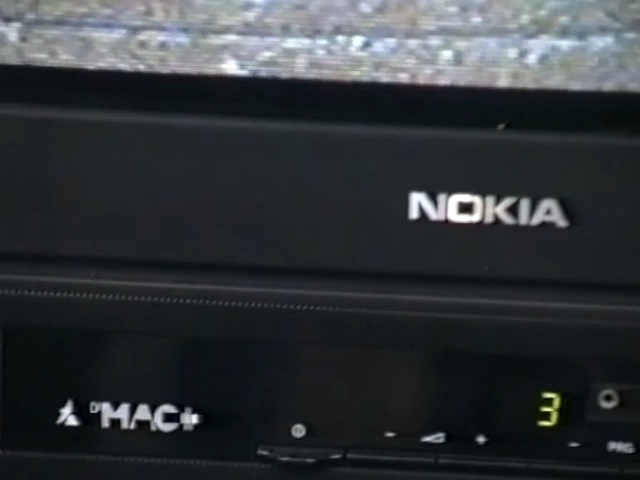 NOKIA
D²MAC+
3
- +
- PRG